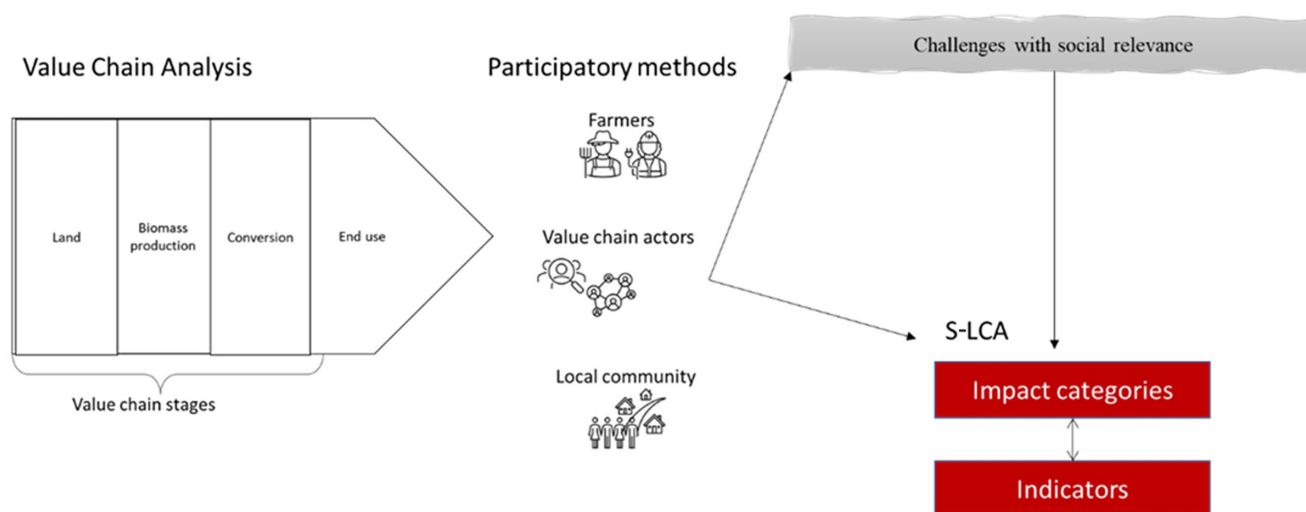 Challenges with social relevance
Value Chain Analysis
Participatory methods
Farmers
Land
Biomass
production
Conversion
End use
Value chain actors
S-LCA
Local community
Impact categories
Value chain stages
Indicators